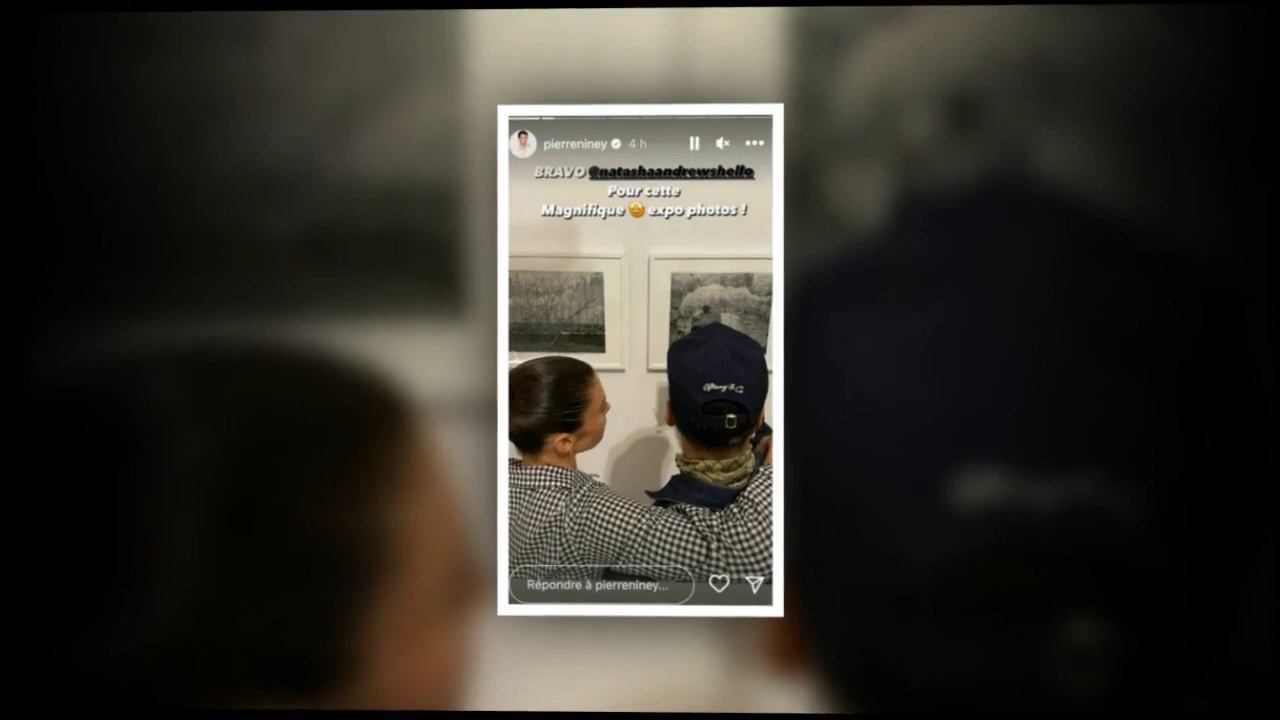 pierreniney 4 h
BRAVO @natashaandrewshello
Pour cette
Magnifique 🤩 expo photos !
Répondre à pierreniney...